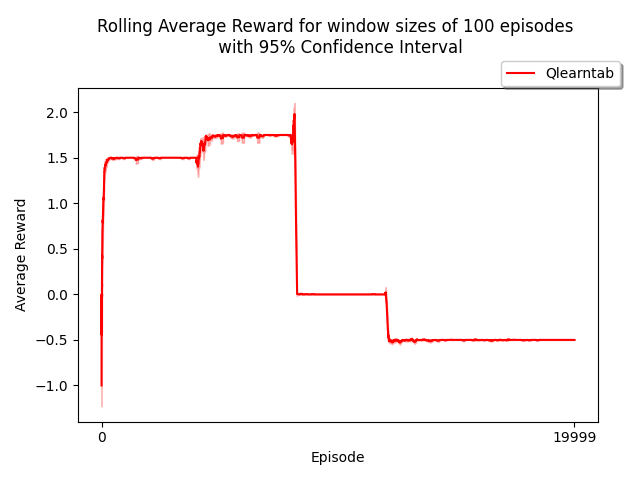 Rolling Average Reward for window sizes of 100 episodes
with 95% Confidence Interval
Qlearntab
2.0
1.5
1.0
0.5
0.0
−0.5
−1.0
Average Reward
0
19999
Episode